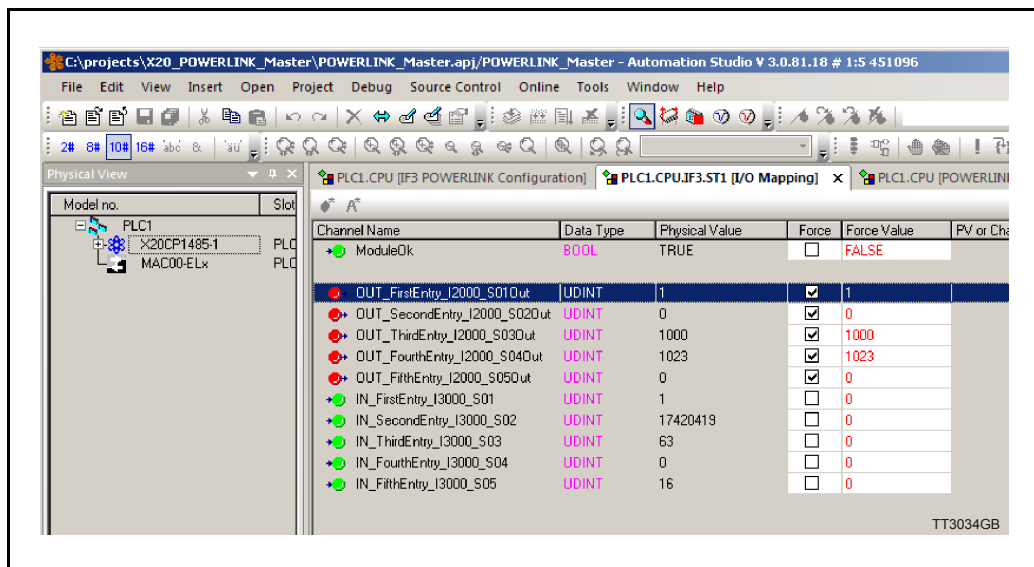 C:\projects\X20_POWERLINK_Master\POWERLINK_Master.apj/POWERLINK_Master - Automation Studio V 3.0.81.18 # 1:5 451096
File Edit View Insert Open Project Debug Source Control Online Tools Window Help
2# 8# 10# 16# abc &
Physical View
PLC1.CPU [IF3 POWERLINK Configuration] PLC1.CPU.IF3.ST1 [I/O Mapping] X PLC1.CPU [POWERLIN
Model no. Slot
PLC1
X20CP1485-1 PLC
MAC00-ELx PLC
Channel Name Data Type Physical Value Force Force Value PV or Cha
ModuleOk BOOL TRUE FALSE
OUT_FirstEntry_I2000_S01Out UDINT 1 1
OUT_SecondEntry_I2000_S02Out UDINT 0 0
OUT_ThirdEntry_I2000_S03Out UDINT 1000 1000
OUT_FourthEntry_I2000_S04Out UDINT 1023 1023
OUT_FifthEntry_I2000_S05Out UDINT 0 0
IN_FirstEntry_I3000_S01 UDINT 1 0
IN_SecondEntry_I3000_S02 UDINT 17420419 0
IN_ThirdEntry_I3000_S03 UDINT 63 0
IN_FourthEntry_I3000_S04 UDINT 0 0
IN_FifthEntry_I3000_S05 UDINT 16 0
TT3034GB